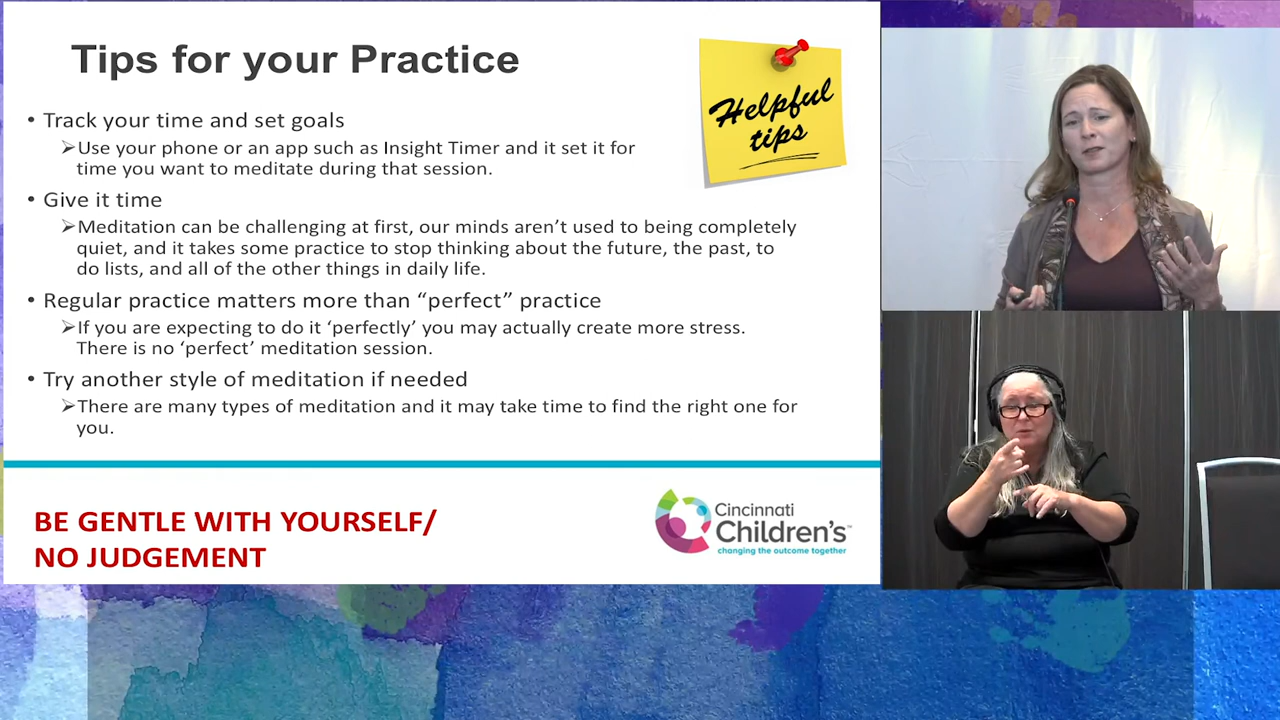 Tips for your Practice
Helpful
tips
• Track your time and set goals
➢Use your phone or an app such as Insight Timer and it set it for
time you want to meditate during that session.
• Give it time
➢Meditation can be challenging at first, our minds aren’t used to being completely
quiet, and it takes some practice to stop thinking about the future, the past, to
do lists, and all of the other things in daily life.
• Regular practice matters more than “perfect” practice
➢If you are expecting to do it ‘perfectly’ you may actually create more stress.
There is no ‘perfect’ meditation session.
• Try another style of meditation if needed
➢There are many types of meditation and it may take time to find the right one for
you.
BE GENTLE WITH YOURSELF/
NO JUDGEMENT
Cincinnati
Children’s™
changing the outcome together